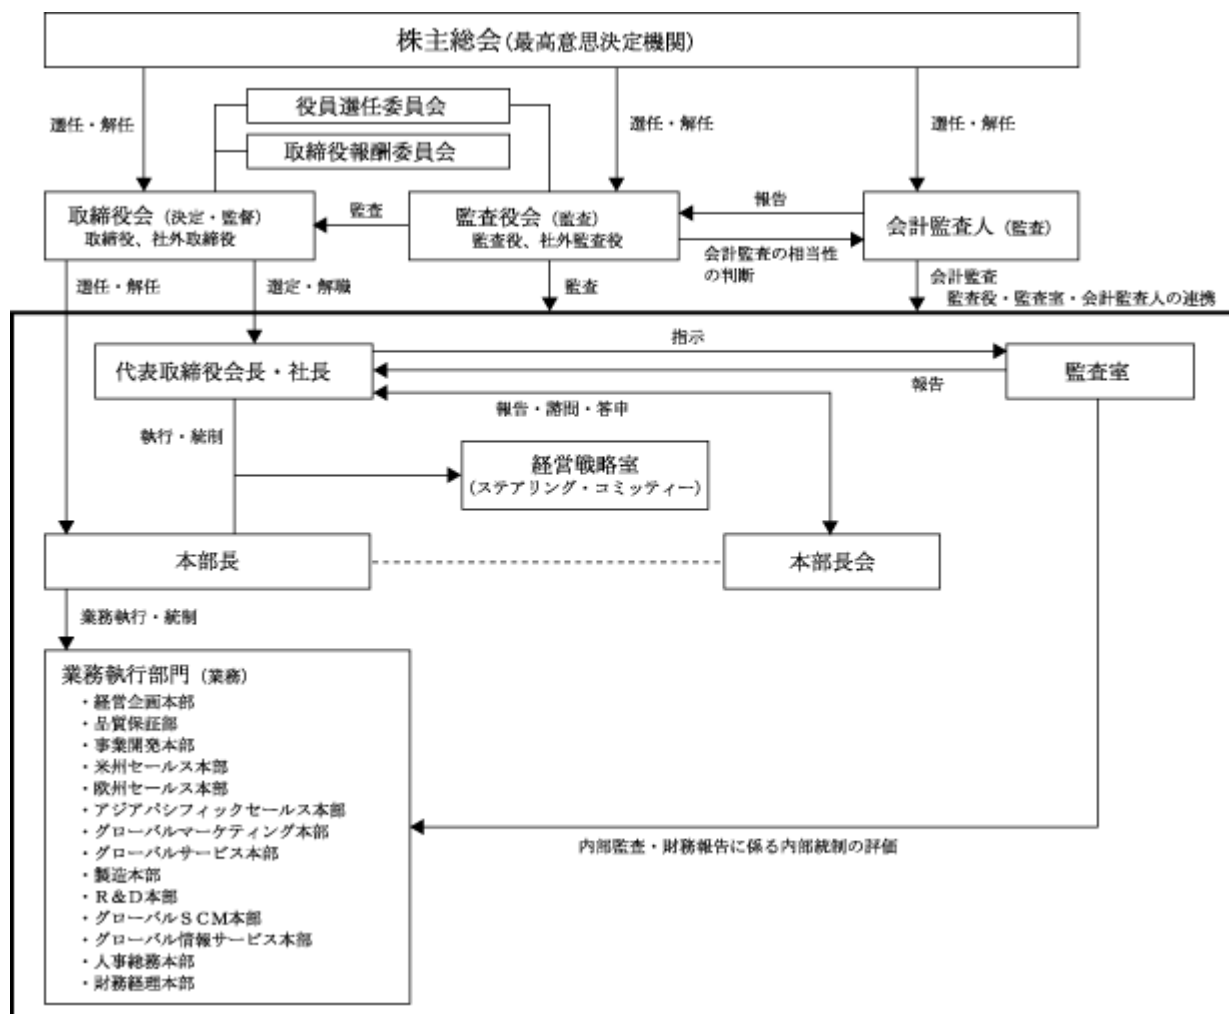 株主総会(最高意思決定機関)
役員選任委員会
選任・解任
選任・解任
選任・解任
取締役報酬委員会
取締役会(決定・監督)
取締役、社外取締役
監査
監査役会(監査)
監査役、社外監査役
報告
会計監査の相当性
の判断
会計監査人(監査)
選任・解任
選定・解職
監査
会計監査
監査役・監査室・会計監査人の連携
指示
代表取締役会長・社長
監査室
報告
報告・諮問・答申
執行・統制
経営戦略室
(ステアリング・コミッティー)
本部長
本部長会
業務執行・統制
業務執行部門(業務)
・経営企画本部
・品質保証部
・事業開発本部
・米州セールス本部
・欧州セールス本部
・アジアパシフィックセールス本部
・グローバルマーケティング本部
・グローバルサービス本部
・製造本部
・R&D本部
・グローバルSCM本部
・グローバル情報サービス本部
・人事総務本部
・財務経理本部
内部監査・財務報告に係る内部統制の評価